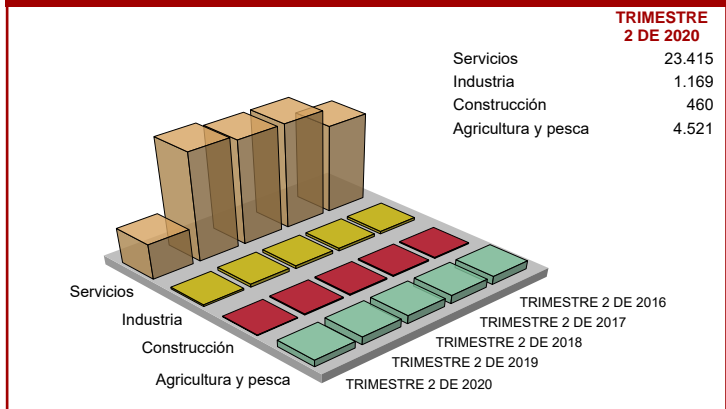 TRIMESTRE
2 DE 2020
Servicios 23.415
Industria 1.169
Construcción 460
Agricultura y pesca 4.521
Servicios
Industria
Construcción
Agricultura y pesca
TRIMESTRE 2 DE 2016
TRIMESTRE 2 DE 2017
TRIMESTRE 2 DE 2018
TRIMESTRE 2 DE 2019
TRIMESTRE 2 DE 2020